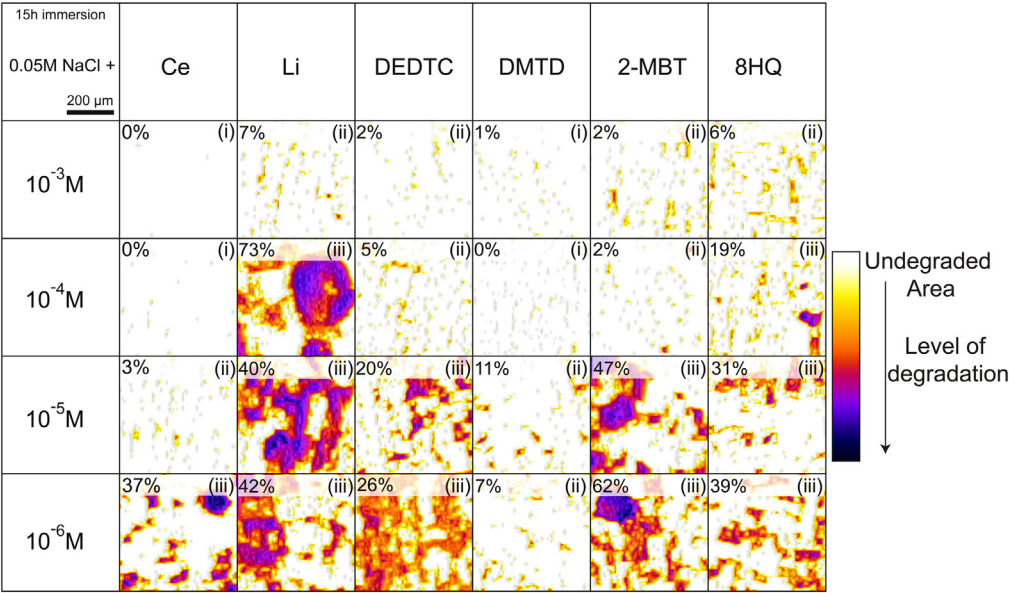 15h immersion
0.05M NaCl +
200 µm
Ce Li DEDTC DMTD 2-MBT 8HQ
10-3M
0% (i) 7% (ii) 2% (ii) 1% (i) 2% (ii) 6% (ii)
10-4M
0% (i) 73% (iii) 5% (ii) 0% (i) 2% (ii) 19% (iii)
10-5M
3% (ii) 40% (iii) 20% (iii) 11% (ii) 47% (iii) 31% (iii)
10-6M
37% (iii) 42% (iii) 26% (iii) 7% (ii) 62% (iii) 39% (iii)
Undegraded
Area
Level of
degradation